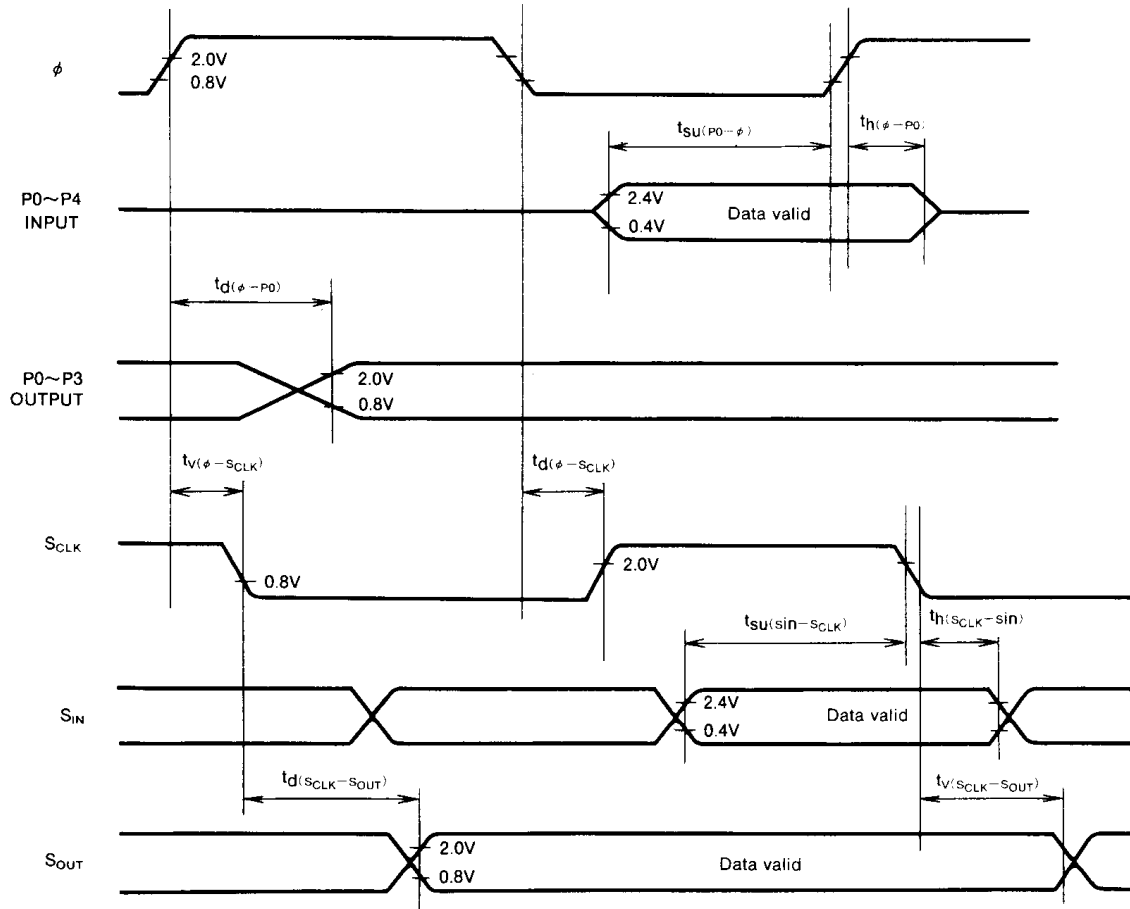 φ
2.0V
0.8V
tsu(P0−φ)
th(φ−P0)
P0~P4
INPUT
2.4V
0.4V
Data valid
td(φ−P0)
P0~P3
OUTPUT
2.0V
0.8V
tv(φ−SCLK)
td(φ−SCLK)
SCLK
0.8V
2.0V
tsu(sin−SCLK)
th(SCLK−sin)
SIN
2.4V
0.4V
Data valid
td(SCLK−SOUT)
tv(SCLK−SOUT)
SOUT
2.0V
0.8V
Data valid